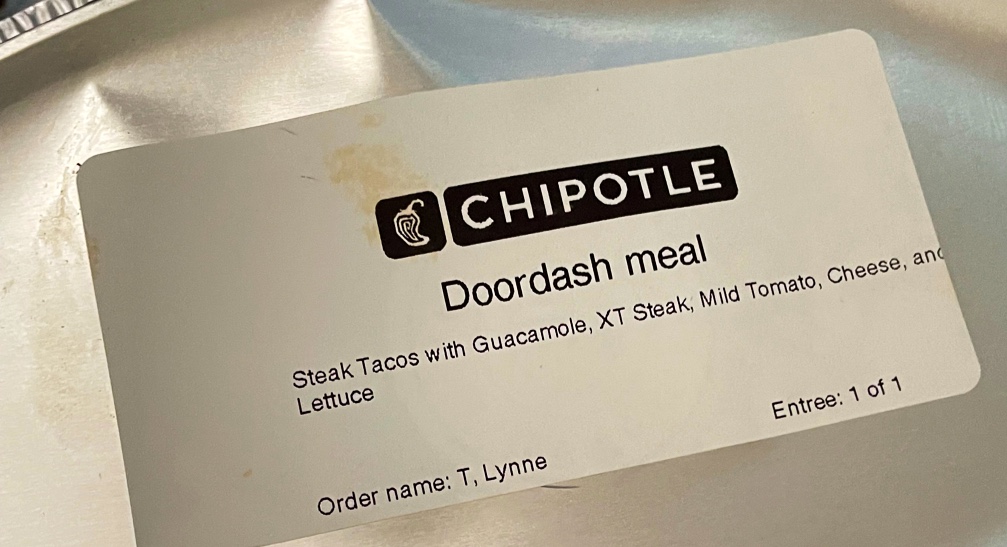 CHIPOTLE
Doordash meal
Steak Tacos with Guacamole, XT Steak, Mild Tomato, Cheese, and
Lettuce
Entree: 1 of 1
Order name: T, Lynne